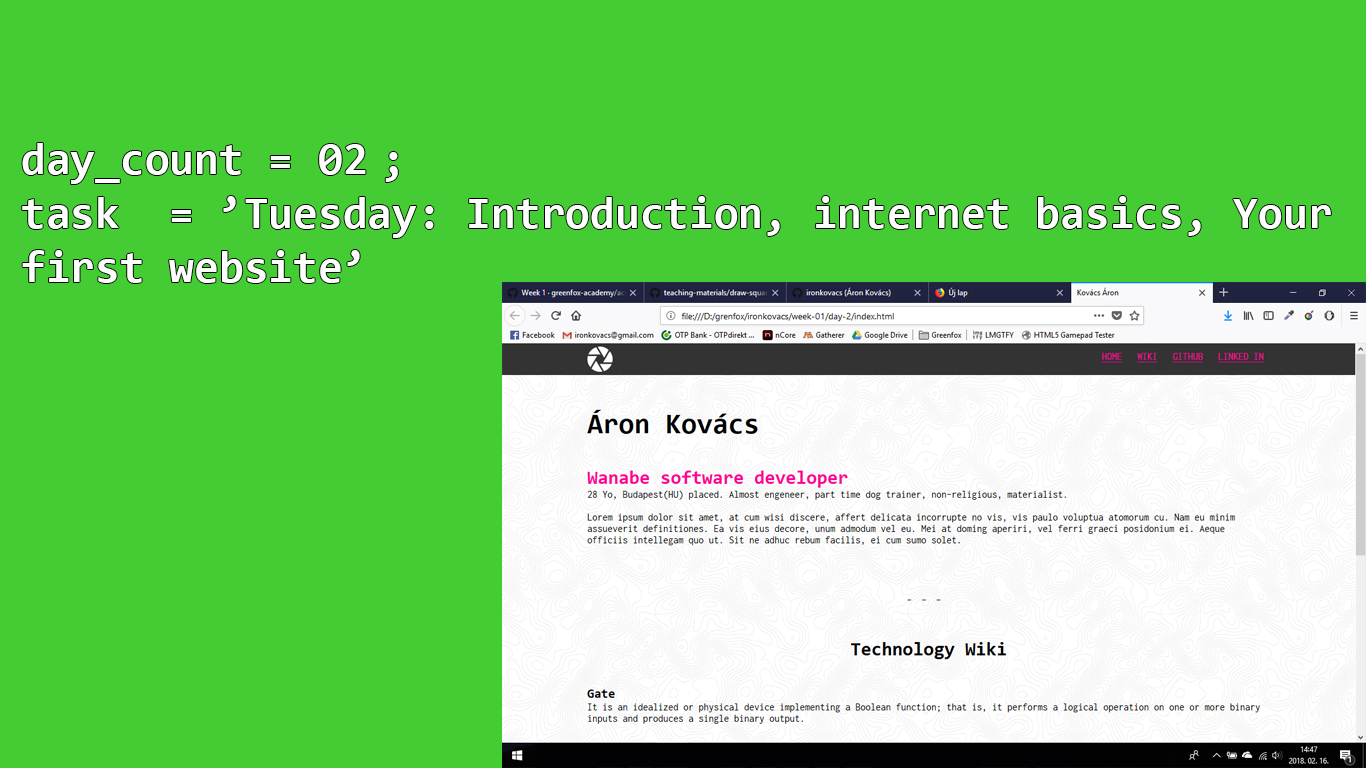 day_count = 02 ;
task = ’Tuesday: Introduction, internet basics, Your
first website’
Week 1 - greenfox-academy/ac
teaching-materials/draw-squa
ironkovacs (Áron Kovács)
Új lap
Kovács Áron
file:///D:/grenfox/ironkovacs/week-01/day-2/index.html
Facebook ironkovacs@gmail.com OTP Bank - OTPdirekt ... nCore Gatherer Google Drive Greenfox LMGTFY HTML5 Gamepad Tester
HOME WIKI GITHUB LINKED IN
Áron Kovács
Wanabe software developer
28 Yo, Budapest(HU) placed. Almost engeneer, part time dog trainer, non-religious, materialist.
Lorem ipsum dolor sit amet, at cum wisi discere, affert delicata incorrupte no vis, vis paulo voluptua atomorum cu. Nam eu minim
assueverit definitiones. Ea vis eius decore, unum admodum vel eu. Mei at doming aperiri, vel ferri graeci posidonium ei. Aeque
officiis intellegam quo ut. Sit ne adhuc rebum facilis, ei cum sumo solet.
- - -
Technology Wiki
Gate
It is an idealized or physical device implementing a Boolean function; that is, it performs a logical operation on one or more binary
inputs and produces a single binary output.
14:47
2018. 02. 16.
1